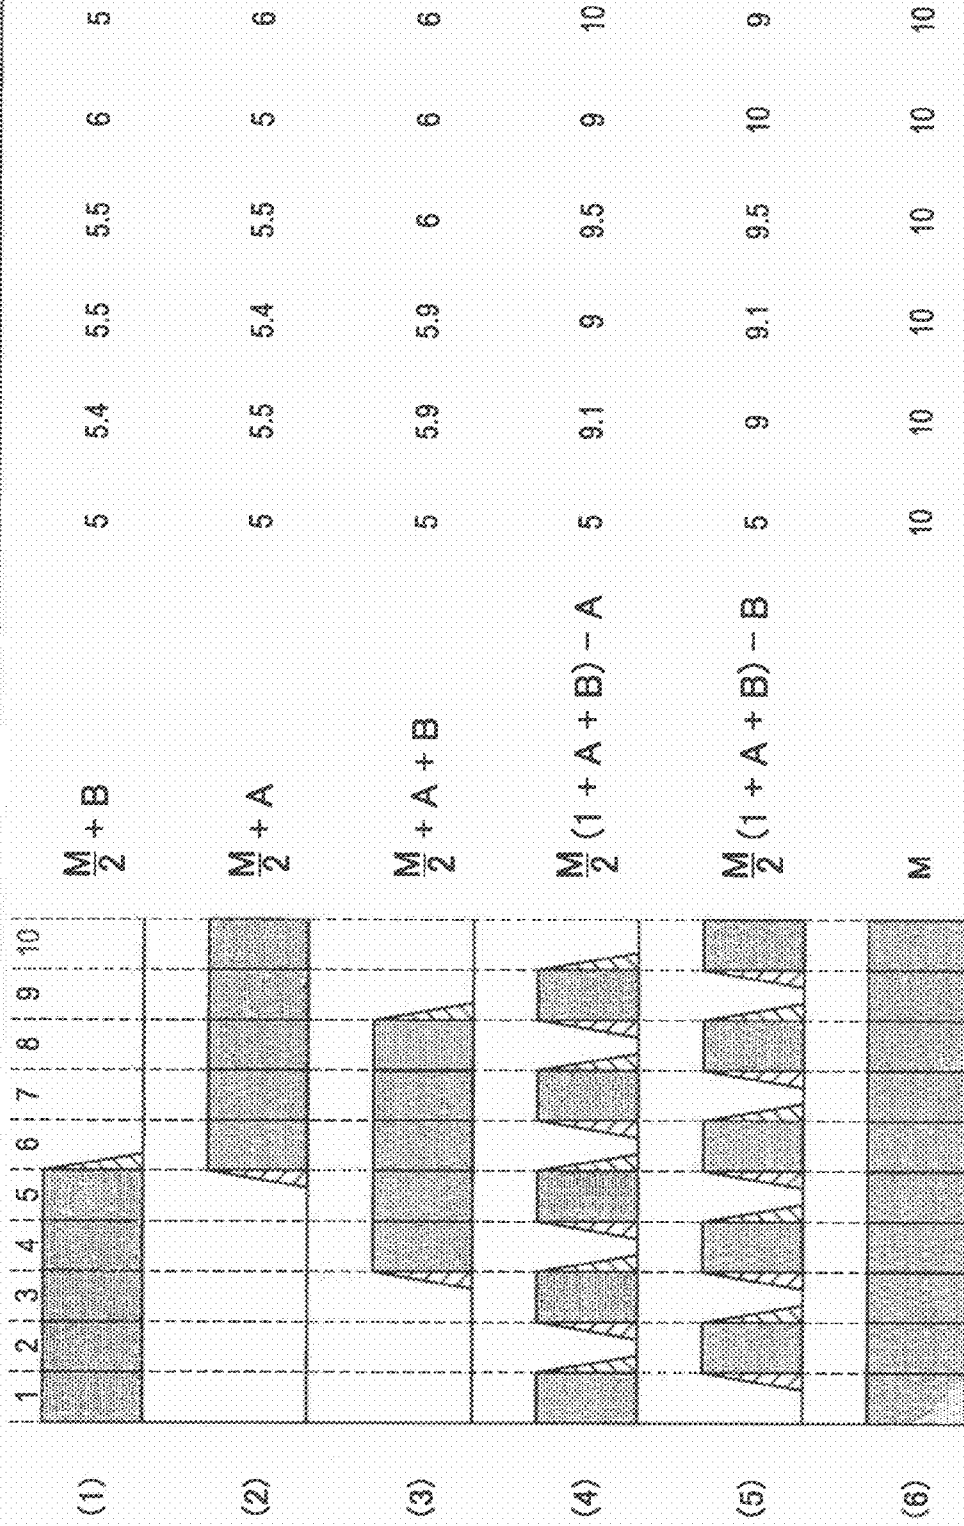 1 2 3 4 5 6 7 8 9 10
(1) M/2 + B 5 5.4 5.5 5.5 6 5
(2) M/2 + A 5 5.5 5.4 5.5 5 6
(3) M/2 + A + B 5 5.9 5.9 6 6 6
(4) M/2 (1 + A + B) − A 5 9.1 9 9.5 9 10
(5) M/2 (1 + A + B) − B 5 9 9.1 9.5 10 9
(6) M 10 10 10 10 10 10